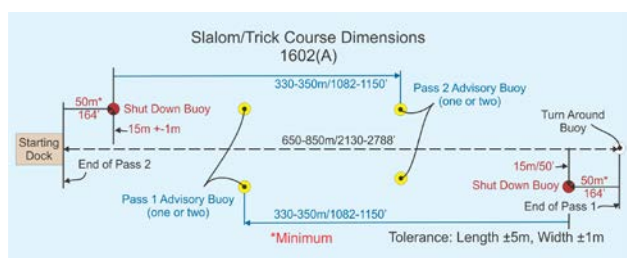 Slalom/Trick Course Dimensions
1602(A)
330-350m/1082-1150'
50m*
164'
Shut Down Buoy
15m +-1m
Pass 2 Advisory Buoy
(one or two)
Turn Around
Buoy
Starting
Dock
650-850m/2130-2788'
End of Pass 2
15m/50'
Pass 1 Advisory Buoy
(one or two)
Shut Down Buoy
50m*
164'
End of Pass 1
330-350m/1082-1150'
*Minimum
Tolerance: Length ±5m, Width ±1m